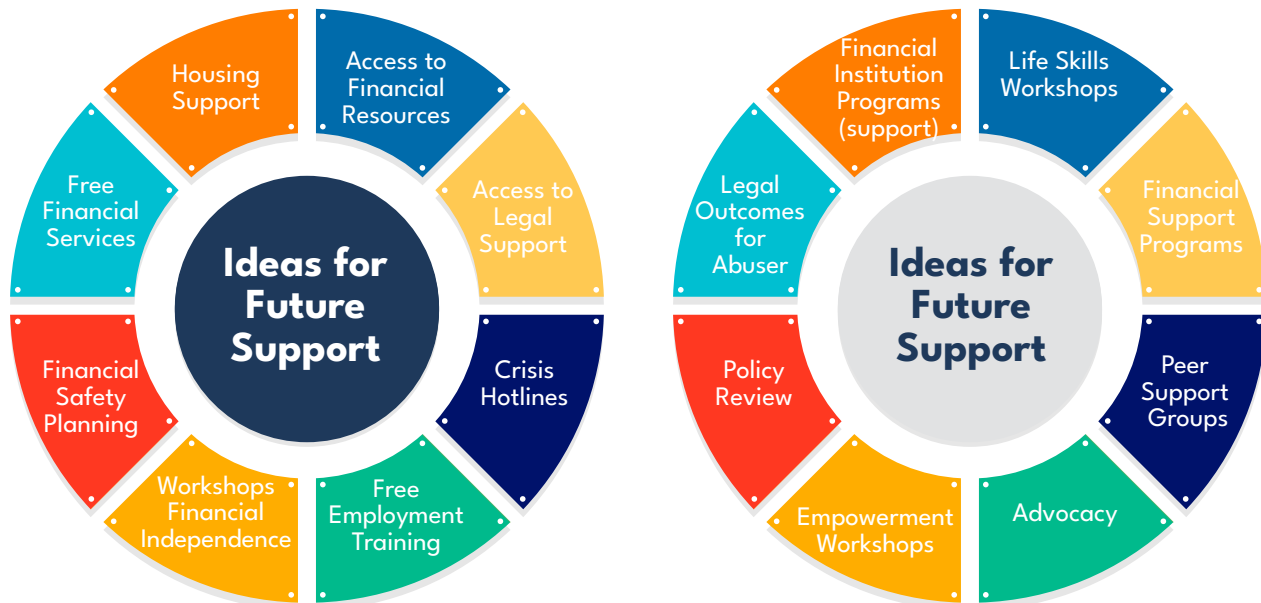 Ideas for
Future
Support
Access to
Financial
Resources
Access to
Legal
Support
Crisis
Hotlines
Free
Employment
Training
Workshops
Financial
Independence
Financial
Safety
Planning
Free
Financial
Services
Housing
Support
Ideas for
Future
Support
Life Skills
Workshops
Financial
Support
Programs
Peer
Support
Groups
Advocacy
Empowerment
Workshops
Policy
Review
Legal
Outcomes
for
Abuser
Financial
Institution
Programs
(support)